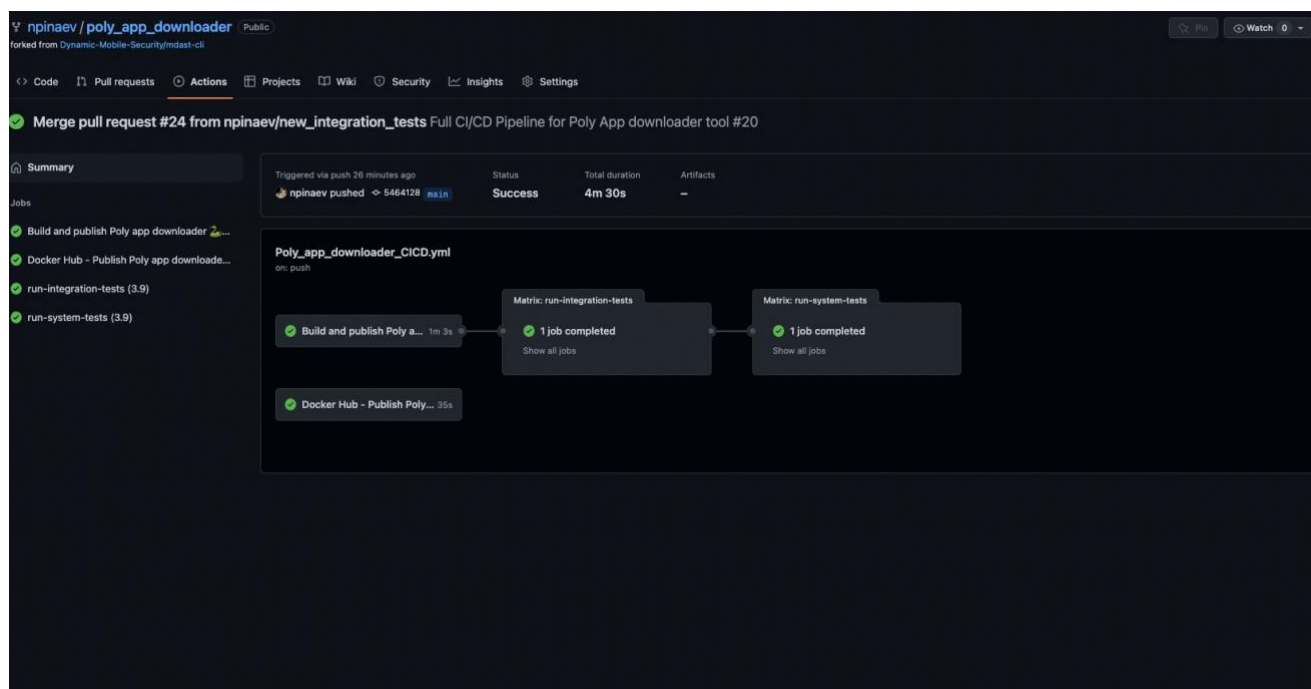 npinaev / poly_app_downloader Public
forked from Dynamic-Mobile-Security/mdast-cli
Pin
Watch 0
Code Pull requests Actions Projects Wiki Security Insights Settings
Merge pull request #24 from npinaev/new_integration_tests Full CI/CD Pipeline for Poly App downloader tool #20
Summary
Jobs
Build and publish Poly app downloader 🐍...
Docker Hub - Publish Poly app downloade...
run-integration-tests (3.9)
run-system-tests (3.9)
Triggered via push 26 minutes ago
npinaev pushed 5464128 main
Status
Success
Total duration
4m 30s
Artifacts
–
Poly_app_downloader_CICD.yml
on: push
Build and publish Poly a... 1m 3s
Matrix: run-integration-tests
1 job completed
Show all jobs
Matrix: run-system-tests
1 job completed
Show all jobs
Docker Hub - Publish Poly... 35s